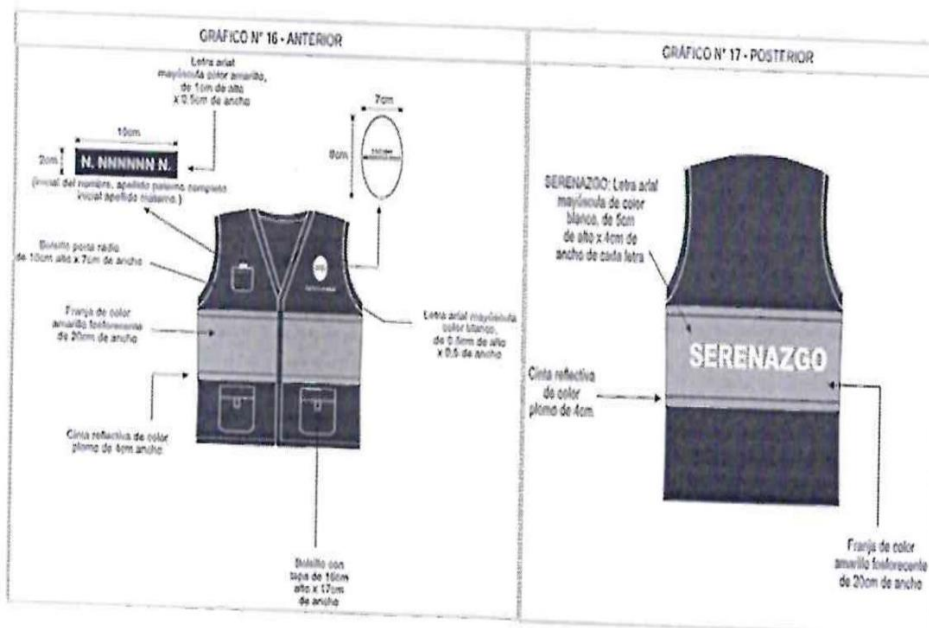 GRÁFICO N° 16 - ANTERIOR
Letra arial
mayúscula color amarillo,
de 1cm de alto
x 0.5cm de ancho
10cm
2cm
N. NNNNNN N.
(inicial del nombre, apellido paterno completo
inicial apellido materno.)
7cm
Bolsillo porta radio
de 10cm alto x 7cm de ancho
Franja de color
amarillo fosforecente
de 20cm de ancho
Cinta reflectiva de color
plomo de 4cm ancho
Letra arial mayúscula
color blanco,
de 0.5cm de alto
x 0.5 de ancho
Bolsillo con
tapa de
alto x 17cm
de ancho
GRÁFICO N° 17 - POSTERIOR
SERENAZGO: Letra arial
mayúscula de color
blanco, de 5cm
de alto x 4cm de
ancho de cada letra
SERENAZGO
Cinta reflectiva
de color
plomo de 4cm
Franja de color
amarillo fosforecente
de 20cm de ancho